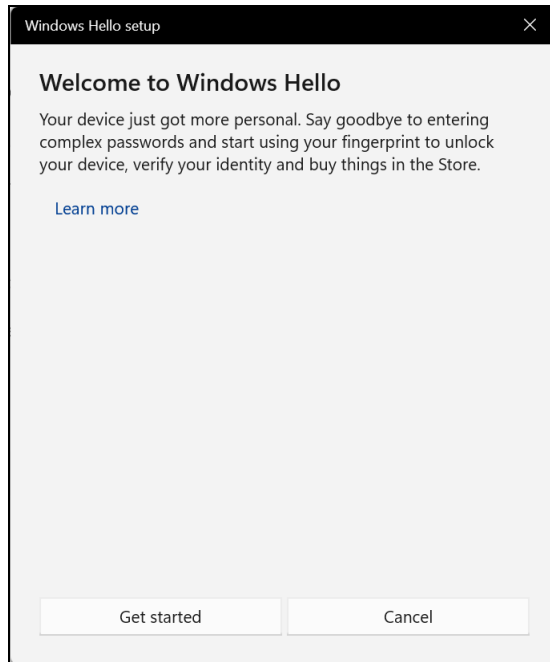 Windows Hello setup
Welcome to Windows Hello
Your device just got more personal. Say goodbye to entering
complex passwords and start using your fingerprint to unlock
your device, verify your identity and buy things in the Store.
Learn more
Get started
Cancel